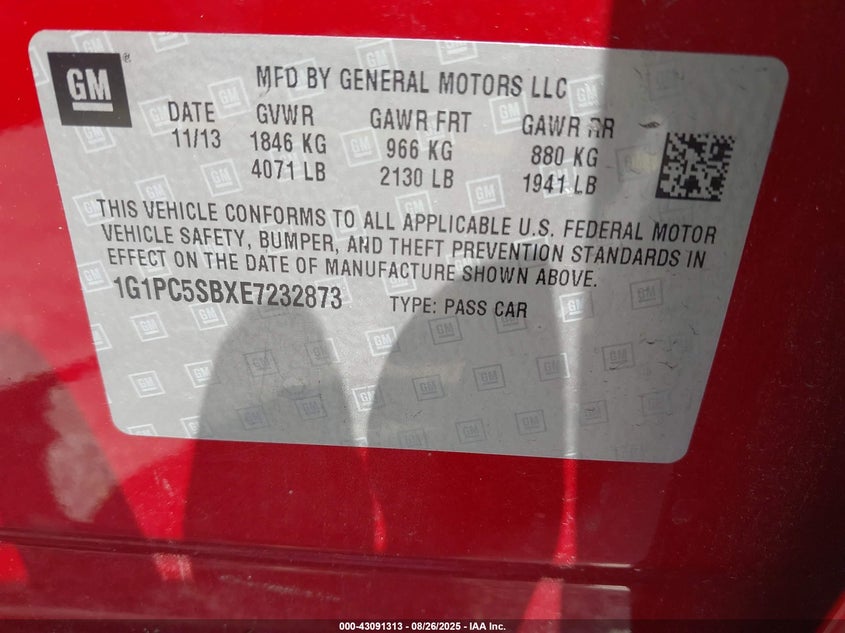 GM
MFD BY GENERAL MOTORS LLC
DATE GVWR GAWR FRT GAWR RR
11/13 1846 KG 966 KG 880 KG
4071 LB 2130 LB 1941 LB
THIS VEHICLE CONFORMS TO ALL APPLICABLE U.S. FEDERAL MOTOR
VEHICLE SAFETY, BUMPER, AND THEFT PREVENTION STANDARDS IN
EFFECT ON THE DATE OF MANUFACTURE SHOWN ABOVE.
1G1PC5SBXE7232873 TYPE: PASS CAR
000-43091313 - 08/26/2025 - IAA Inc.